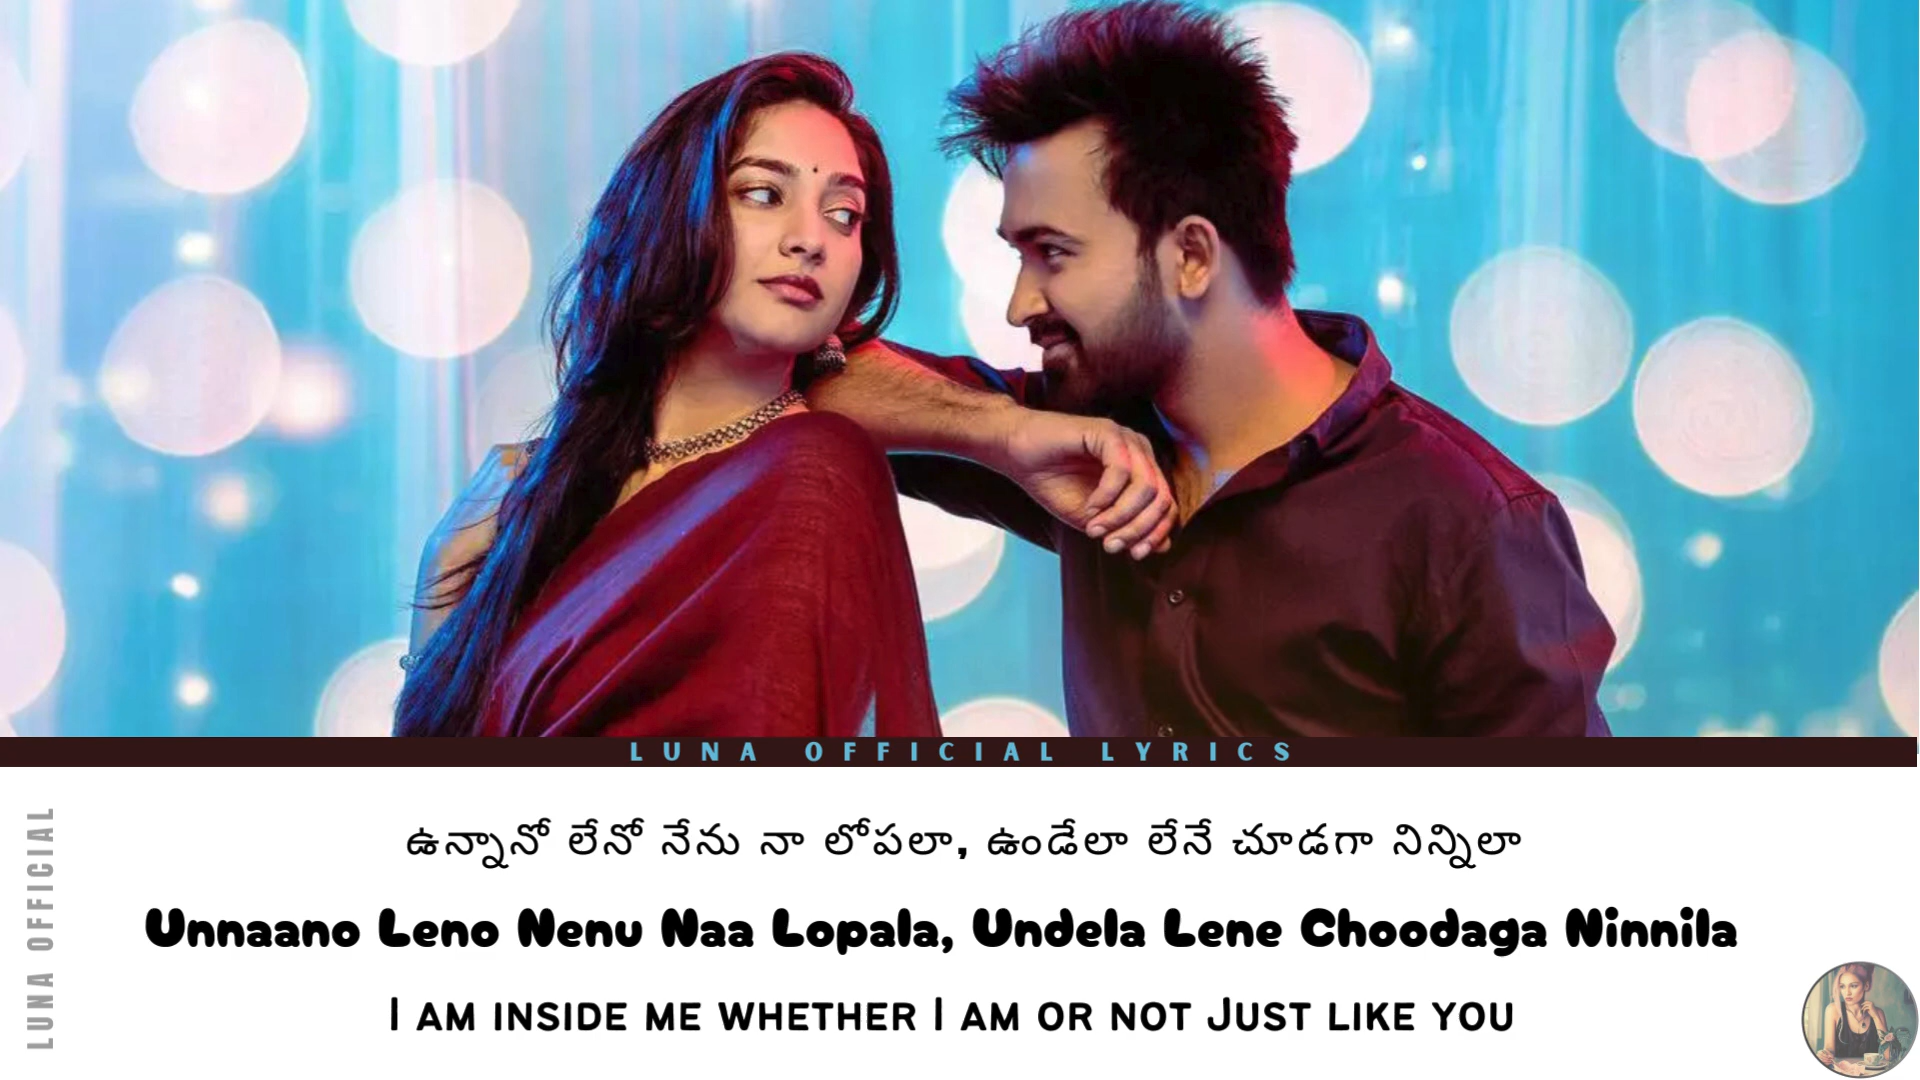 LUNA OFFICIAL LYRICS
LUNA OFFICIAL
ఉన్నానో లేనో నేను నా లోపలా, ఉండేలా లేనే చూడగా నిన్నిలా
Unnaano Leno Nenu Naa Lopala, Undela Lene Choodaga Ninnila
I AM INSIDE ME WHETHER I AM OR NOT JUST LIKE YOU